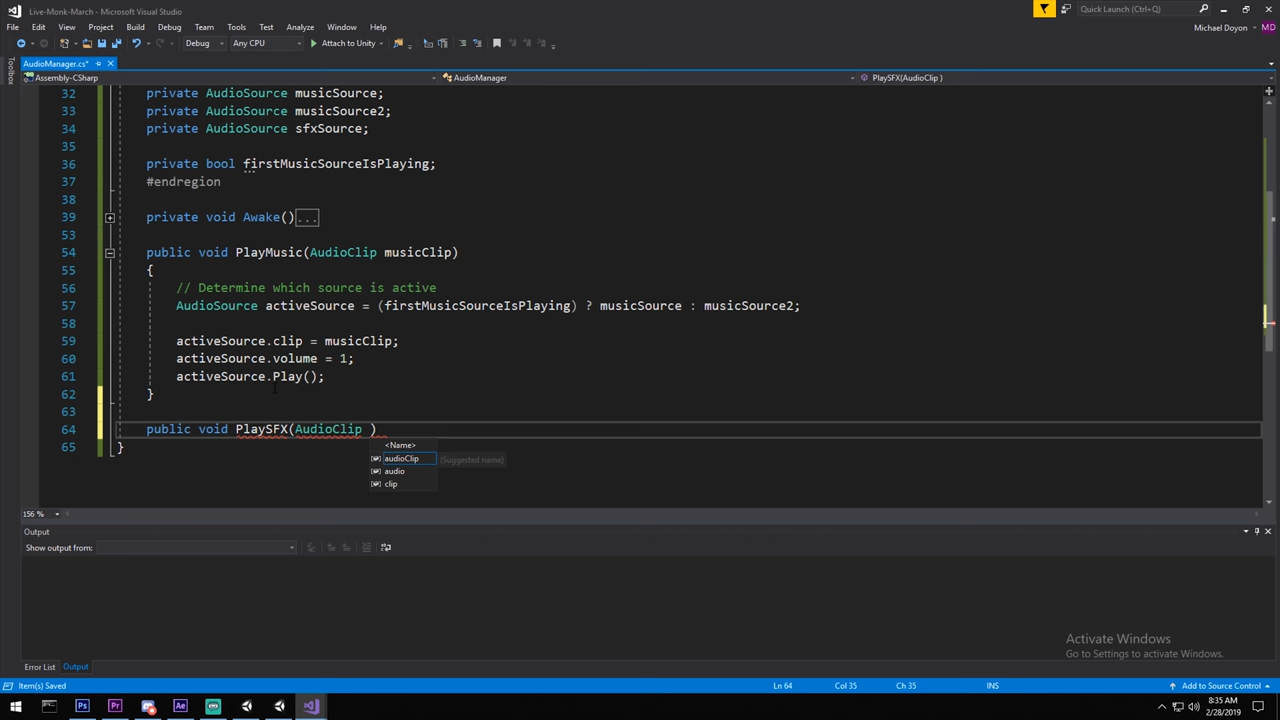 Live-Monk-March - Microsoft Visual Studio
Quick Launch (Ctrl+Q)
File Edit View Project Build Debug Team Tools Test Analyze Window Help
Michael Doyon MD
Debug Any CPU Attach to Unity
AudioManager.cs*
Toolbox
Assembly-CSharp AudioManager PlaySFX(AudioClip )
32 private AudioSource musicSource;
33 private AudioSource musicSource2;
34 private AudioSource sfxSource;
35
36 private bool firstMusicSourceIsPlaying;
37 #endregion
38
39 private void Awake()...
53
54 public void PlayMusic(AudioClip musicClip)
55 {
56 // Determine which source is active
57 AudioSource activeSource = (firstMusicSourceIsPlaying) ? musicSource : musicSource2;
58
59 activeSource.clip = musicClip;
60 activeSource.volume = 1;
61 activeSource.Play();
62 }
63
64 public void PlaySFX(AudioClip )
65 }
<Name>
audioClip (Suggested name)
audio
clip
156 %
Output
Show output from:
Activate Windows
Go to Settings to activate Windows.
Error List Output
Item(s) Saved Ln 64 Col 35 Ch 35 INS Add to Source Control
Ps Pr Ae
8:35 AM
2/28/2019